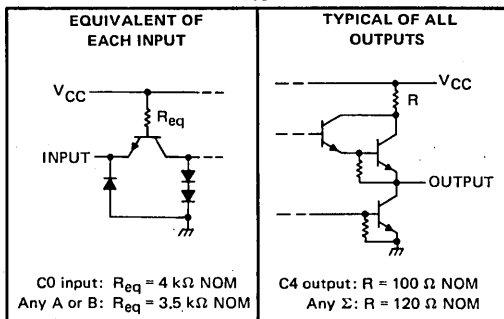 EQUIVALENT OF
EACH INPUT
VCC
Req
INPUT
C0 input: Req = 4 kΩ NOM
Any A or B: Req = 3.5 kΩ NOM
TYPICAL OF ALL
OUTPUTS
VCC
R
OUTPUT
C4 output: R = 100 Ω NOM
Any Σ: R = 120 Ω NOM